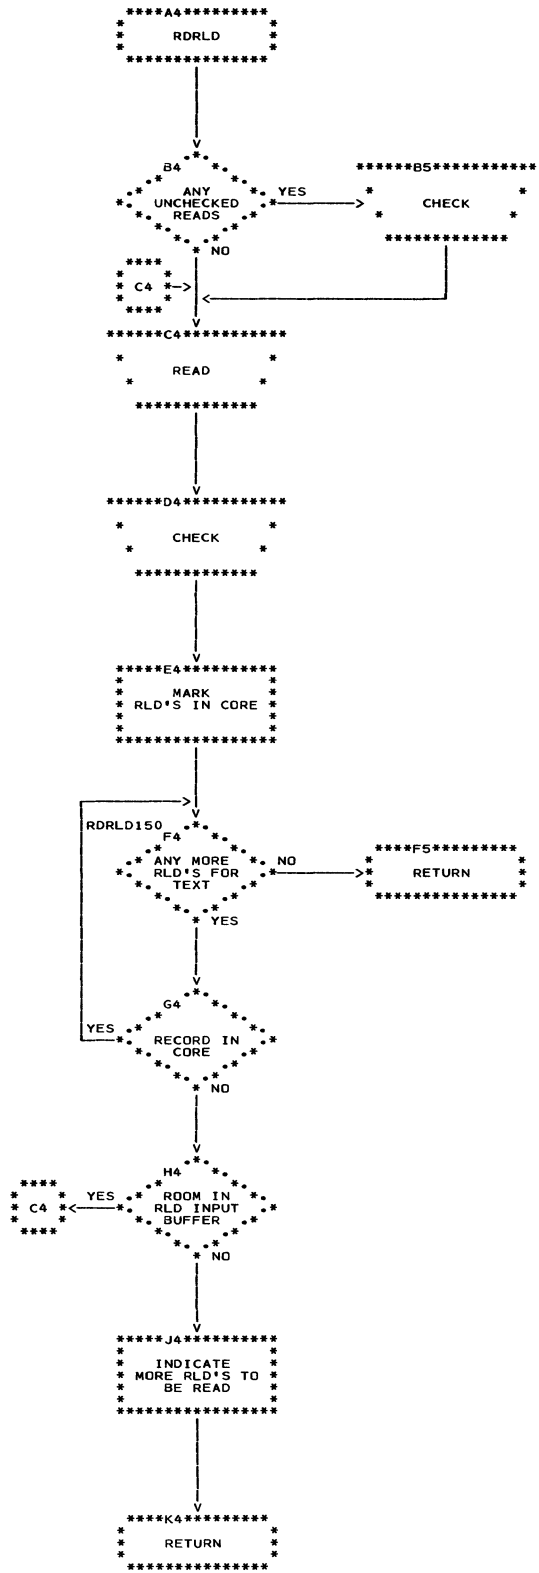 A4
RDRLD
B4
ANY
UNCHECKED
READS
YES
B5
CHECK
NO
C4
C4
READ
D4
CHECK
E4
MARK
RLD'S IN CORE
RDRLD150
F4
ANY MORE
RLD'S FOR
TEXT
NO
F5
RETURN
YES
G4
YES
RECORD IN
CORE
NO
H4
C4
YES
ROOM IN
RLD INPUT
BUFFER
NO
J4
INDICATE
MORE RLD'S TO
BE READ
K4
RETURN